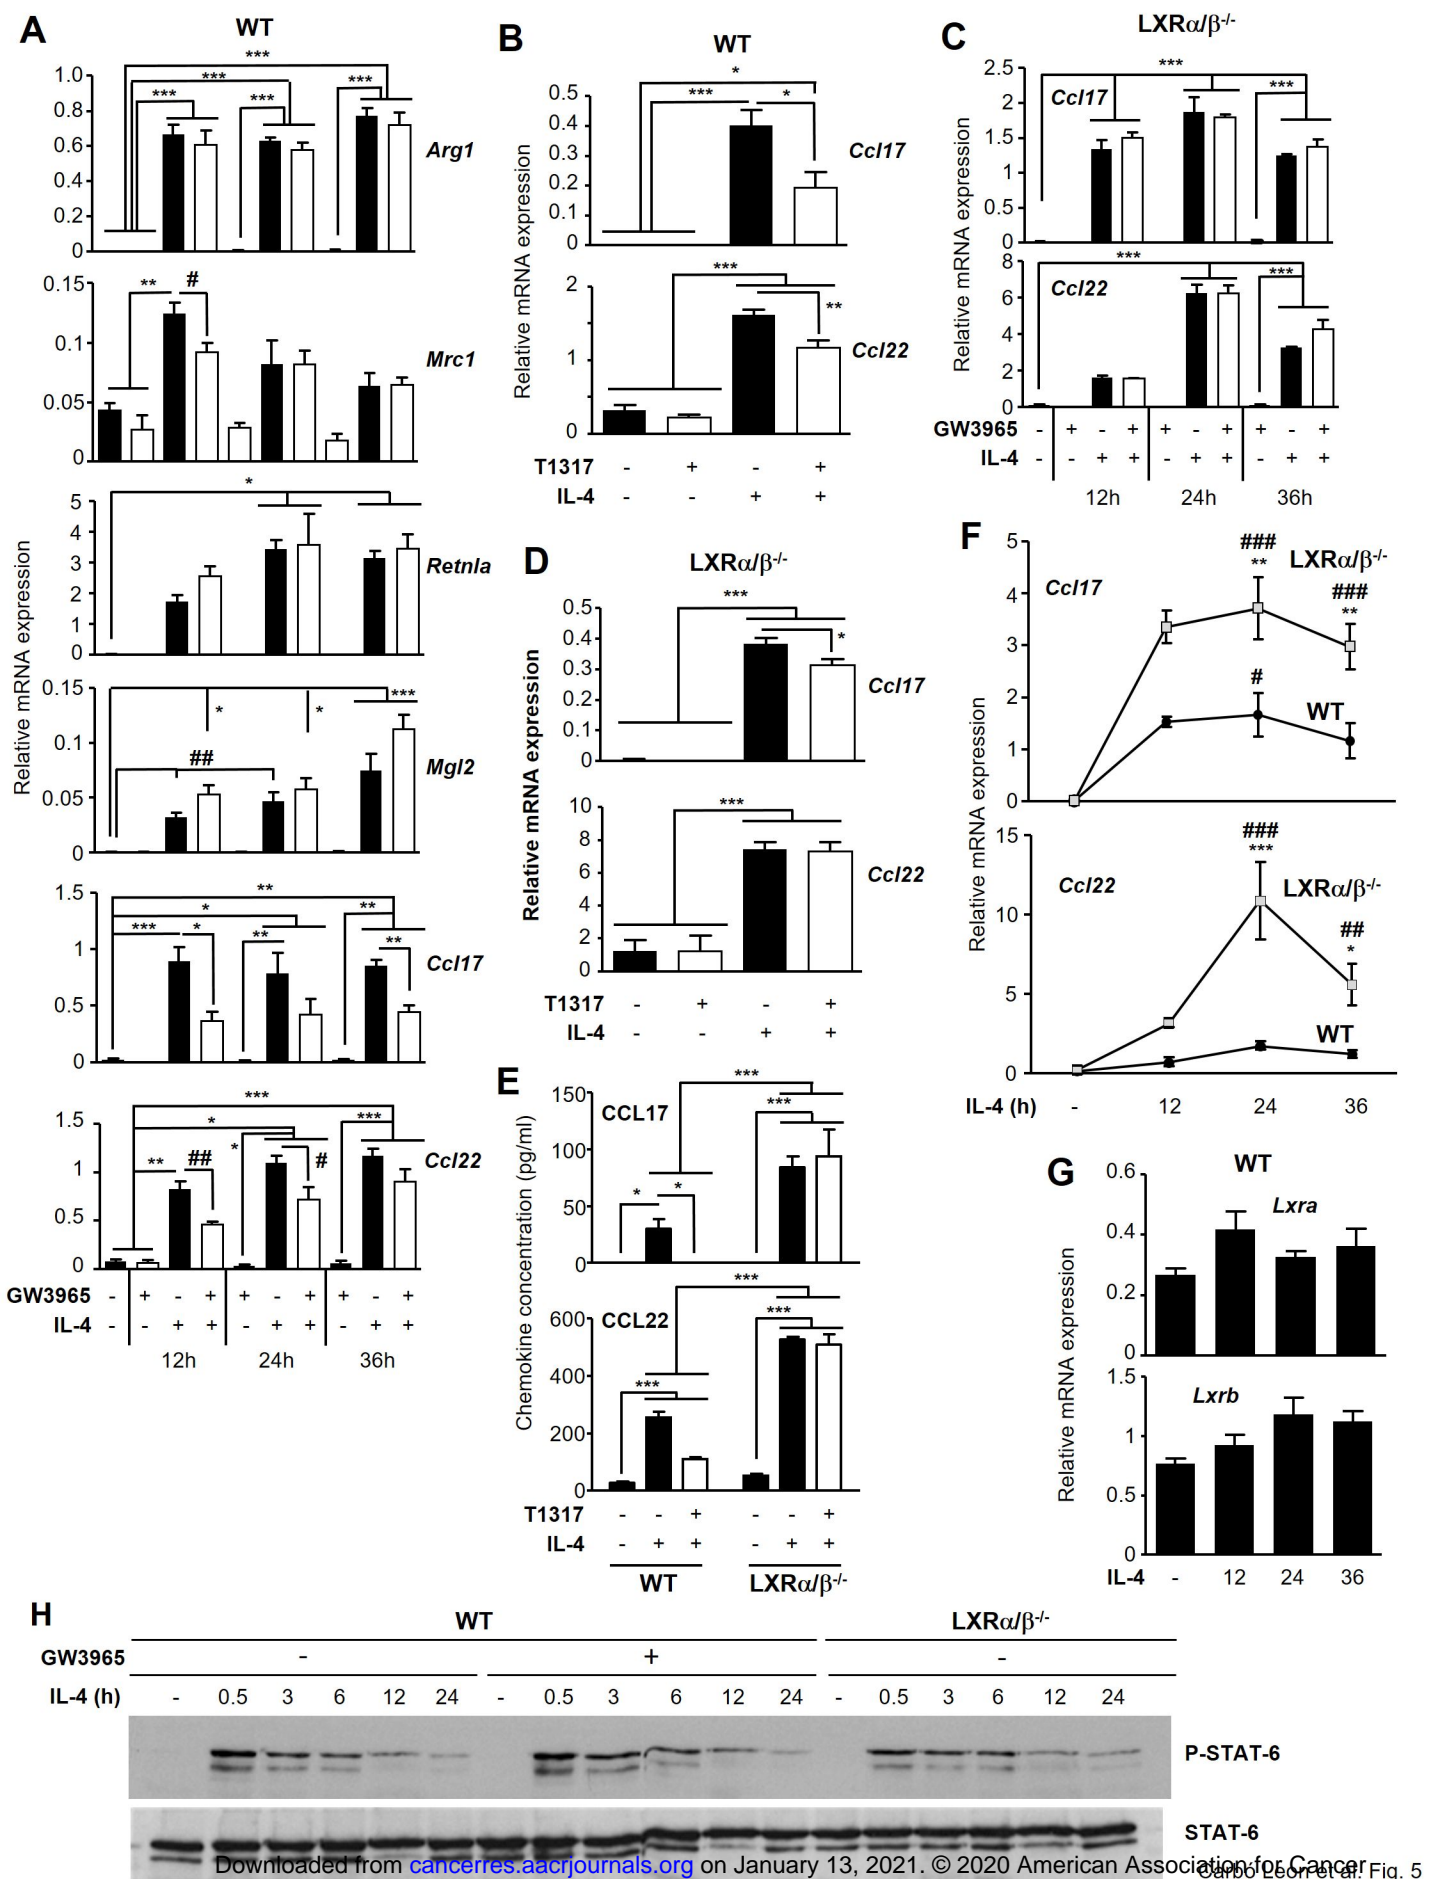 A
WT
***
***
***
***
***
1.0
0.8
0.6
0.4
0.2
0
Arg1
0.15
0.1
0.05
0
**
#
Mrc1
Relative mRNA expression
*
5
4
3
2
1
0
Retnla
0.15
0.1
0.05
0
*
*
***
##
Mgl2
1.5
1
0.5
0
**
*
***
*
**
**
**
Ccl17
1.5
1
0.5
0
***
*
**
##
*
#
***
Ccl22
GW3965 - + - + + - + + - +
IL-4 - - + + - + + - + +
12h 24h 36h
B
WT
*
***
*
0.5
0.4
0.3
0.2
0.1
0
Ccl17
Relative mRNA expression
***
**
2
1
0
Ccl22
T1317 - + - +
IL-4 - - + +
C
LXRα/β-/-
2.5
2
1.5
1
0.5
0
Ccl17
***
***
Relative mRNA expression
Relative mRNA expression
8
6
4
2
0
Ccl22
***
***
GW3965 - + - + + - + + - +
IL-4 - - + + - + + - + +
12h 24h 36h
D
LXRα/β-/-
***
*
0.5
0.4
0.3
0.2
0.1
0
Ccl17
Relative mRNA expression
***
10
8
6
4
2
0
Ccl22
T1317 - + - +
IL-4 - - + +
E
***
***
150
100
50
0
CCL17
*
*
Chemokine concentration (pg/ml)
***
***
600
400
200
0
CCL22
***
T1317 - - + - - +
IL-4 - + + - + +
WT LXRα/β-/-
F
5
4
3
2
1
0
Ccl17
###
**
LXRα/β-/-
###
**
#
WT
Relative mRNA expression
Relative mRNA expression
15
10
5
0
Ccl22
###
***
LXRα/β-/-
##
*
WT
IL-4 (h) - 12 24 36
G
WT
0.6
0.4
0.2
0
Lxra
Relative mRNA expression
1.5
1
0.5
0
Lxrb
IL-4 - 12 24 36
H
WT LXRα/β-/-
GW3965 - + -
IL-4 (h) - 0.5 3 6 12 24 - 0.5 3 6 12 24 - 0.5 3 6 12 24
P-STAT-6
STAT-6
Downloaded from cancerres.aacrjournals.org on January 13, 2021. © 2020 American Association for Cancer
Carbó León et al. Fig. 5